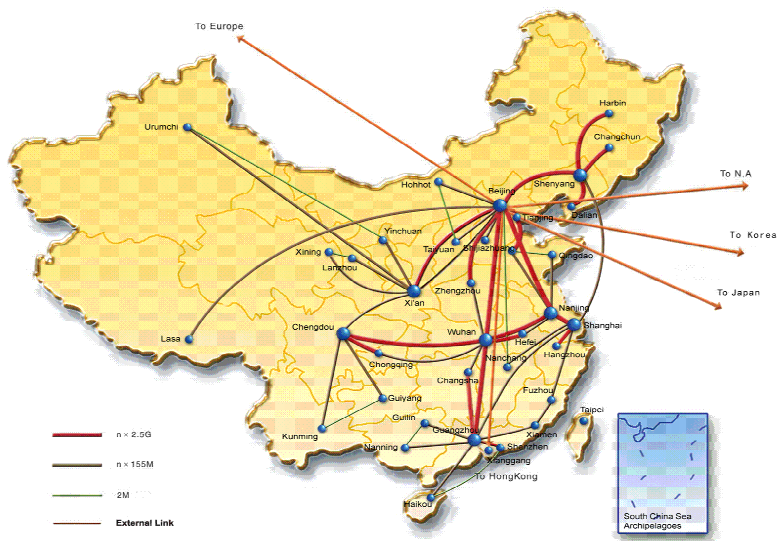 To Europe
Harbin
Urumchi
Changchun
To N.A
Hohhot
Shenyang
Beijing
Tianjing
Dalian
Yinchuan
To Korea
Xining
Taiyuan
Shijiazhuang
Qingdao
Lanzhou
Zhengzhou
To Japan
Xi'an
Nanjing
Chengdou
Wuhan
Shanghai
Lasa
Hefei
Hangzhou
Chongqing
Nanchang
Changsha
Fuzhou
Guiyang
Guilin
Taipci
Guangzhou
n × 2.5G
Kunming
Xiamen
Nanning
Shenzhen
Xianggang
n × 155M
To HongKong
2M
Haikou
External Link
South China Sea
Archipelagoes